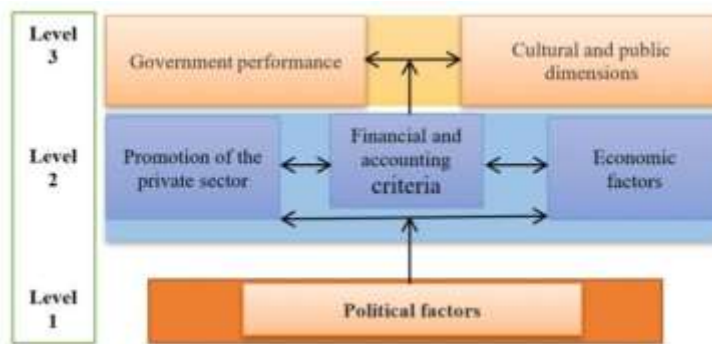 Level
3
Government performance
Cultural and public
dimensions
Level
2
Promotion of the
private sector
Financial and
accounting
criteria
Economic
factors
Level
1
Political factors